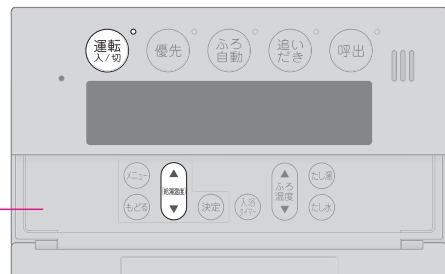 運転
入/切
優先
ふろ
自動
追い
だき
呼出
メニュー
▲
給湯温度
▼
もどる
決定
入浴
タイマー
▲
ふろ
温度
▼
たし湯
たし水